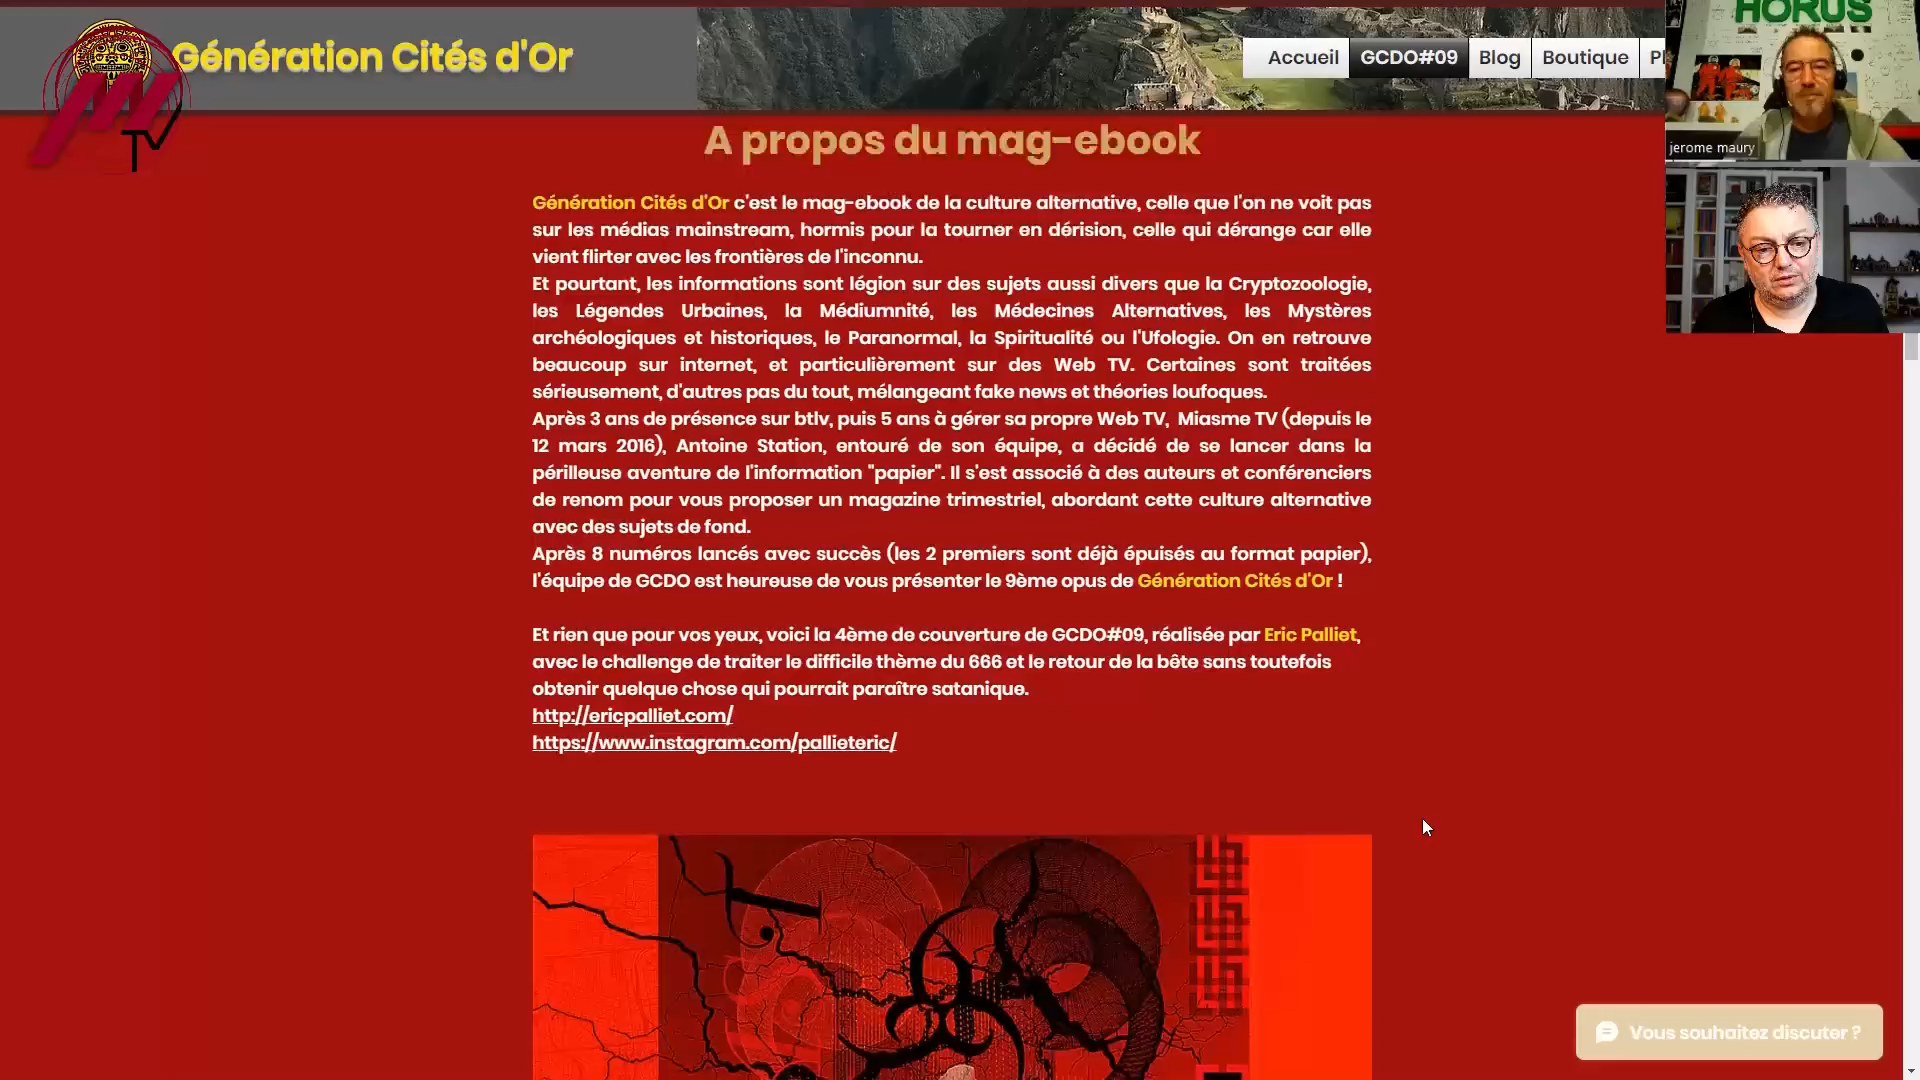 Génération Cités d'Or
Accueil
GCDO#09
Blog
Boutique
HORUS
jerome maury
TV
A propos du mag-ebook
Génération Cités d'Or c'est le mag-ebook de la culture alternative, celle que l'on ne voit pas
sur les médias mainstream, hormis pour la tourner en dérision, celle qui dérange car elle
vient flirter avec les frontières de l'inconnu.
Et pourtant, les informations sont légion sur des sujets aussi divers que la Cryptozoologie,
les Légendes Urbaines, la Médiumnité, les Médecines Alternatives, les Mystères
archéologiques et historiques, le Paranormal, la Spiritualité ou l'Ufologie. On en retrouve
beaucoup sur internet, et particulièrement sur des Web TV. Certaines sont traitées
sérieusement, d'autres pas du tout, mélangeant fake news et théories loufoques.
Après 3 ans de présence sur btlv, puis 5 ans à gérer sa propre Web TV, Miasme TV (depuis le
12 mars 2016), Antoine Station, entouré de son équipe, a décidé de se lancer dans la
périlleuse aventure de l'information "papier". Il s'est associé à des auteurs et conférenciers
de renom pour vous proposer un magazine trimestriel, abordant cette culture alternative
avec des sujets de fond.
Après 8 numéros lancés avec succès (les 2 premiers sont déjà épuisés au format papier),
l'équipe de GCDO est heureuse de vous présenter le 9ème opus de Génération Cités d'Or !
Et rien que pour vos yeux, voici la 4ème de couverture de GCDO#09, réalisée par Eric Palliet,
avec le challenge de traiter le difficile thème du 666 et le retour de la bête sans toutefois
obtenir quelque chose qui pourrait paraître satanique.
http://ericpalliet.com/
https://www.instagram.com/pallieteric/
Vous souhaitez discuter ?